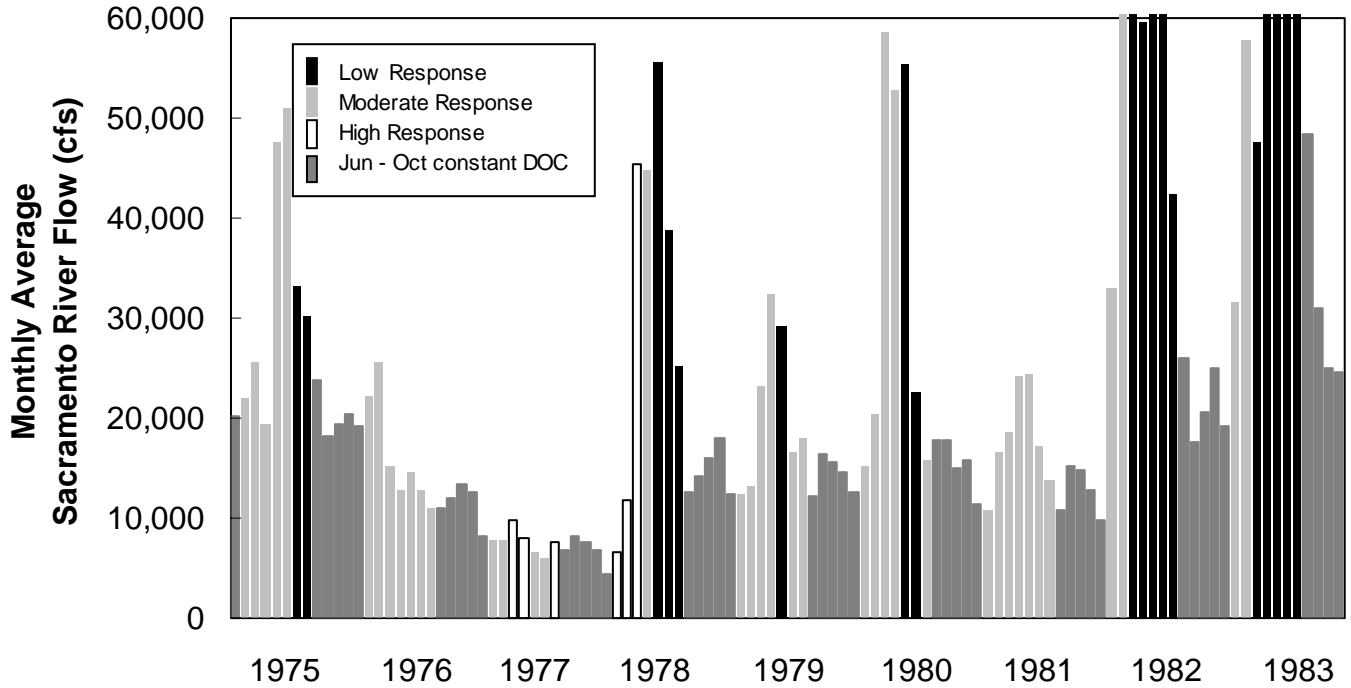 Monthly Average
Sacramento River Flow (cfs)
60,000
50,000
40,000
30,000
20,000
10,000
0
Low Response
Moderate Response
High Response
Jun - Oct constant DOC
1975 1976 1977 1978 1979 1980 1981 1982 1983